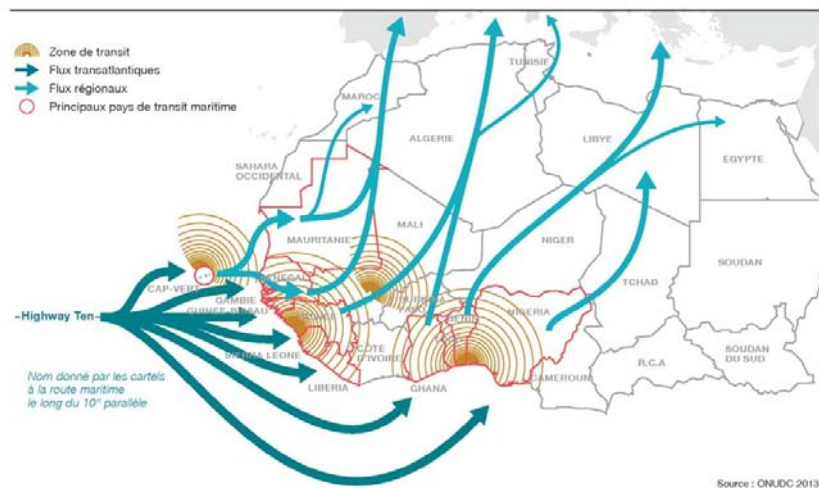 Zone de transit
Flux transatlantiques
Flux régionaux
Principaux pays de transit maritime
TUNISIE
MAROC
ALGERIE
LIBYE
EGYPTE
SAHARA
OCCIDENTAL
MAURITANIE
MALI
NIGER
SOUDAN
TCHAD
CAP-VERT
SENEGAL
GAMBIE
GUINEE-BISSAU
-Highway Ten-
SIERRA LEONE
LIBERIA
CÔTE
D'IVOIRE
GHANA
BENIN
NIGERIA
CAMEROUN
R.C.A
SOUDAN
DU SUD
Nom donné par les cartels
à la route maritime
le long du 10° parallèle
Source : ONUDC 2013